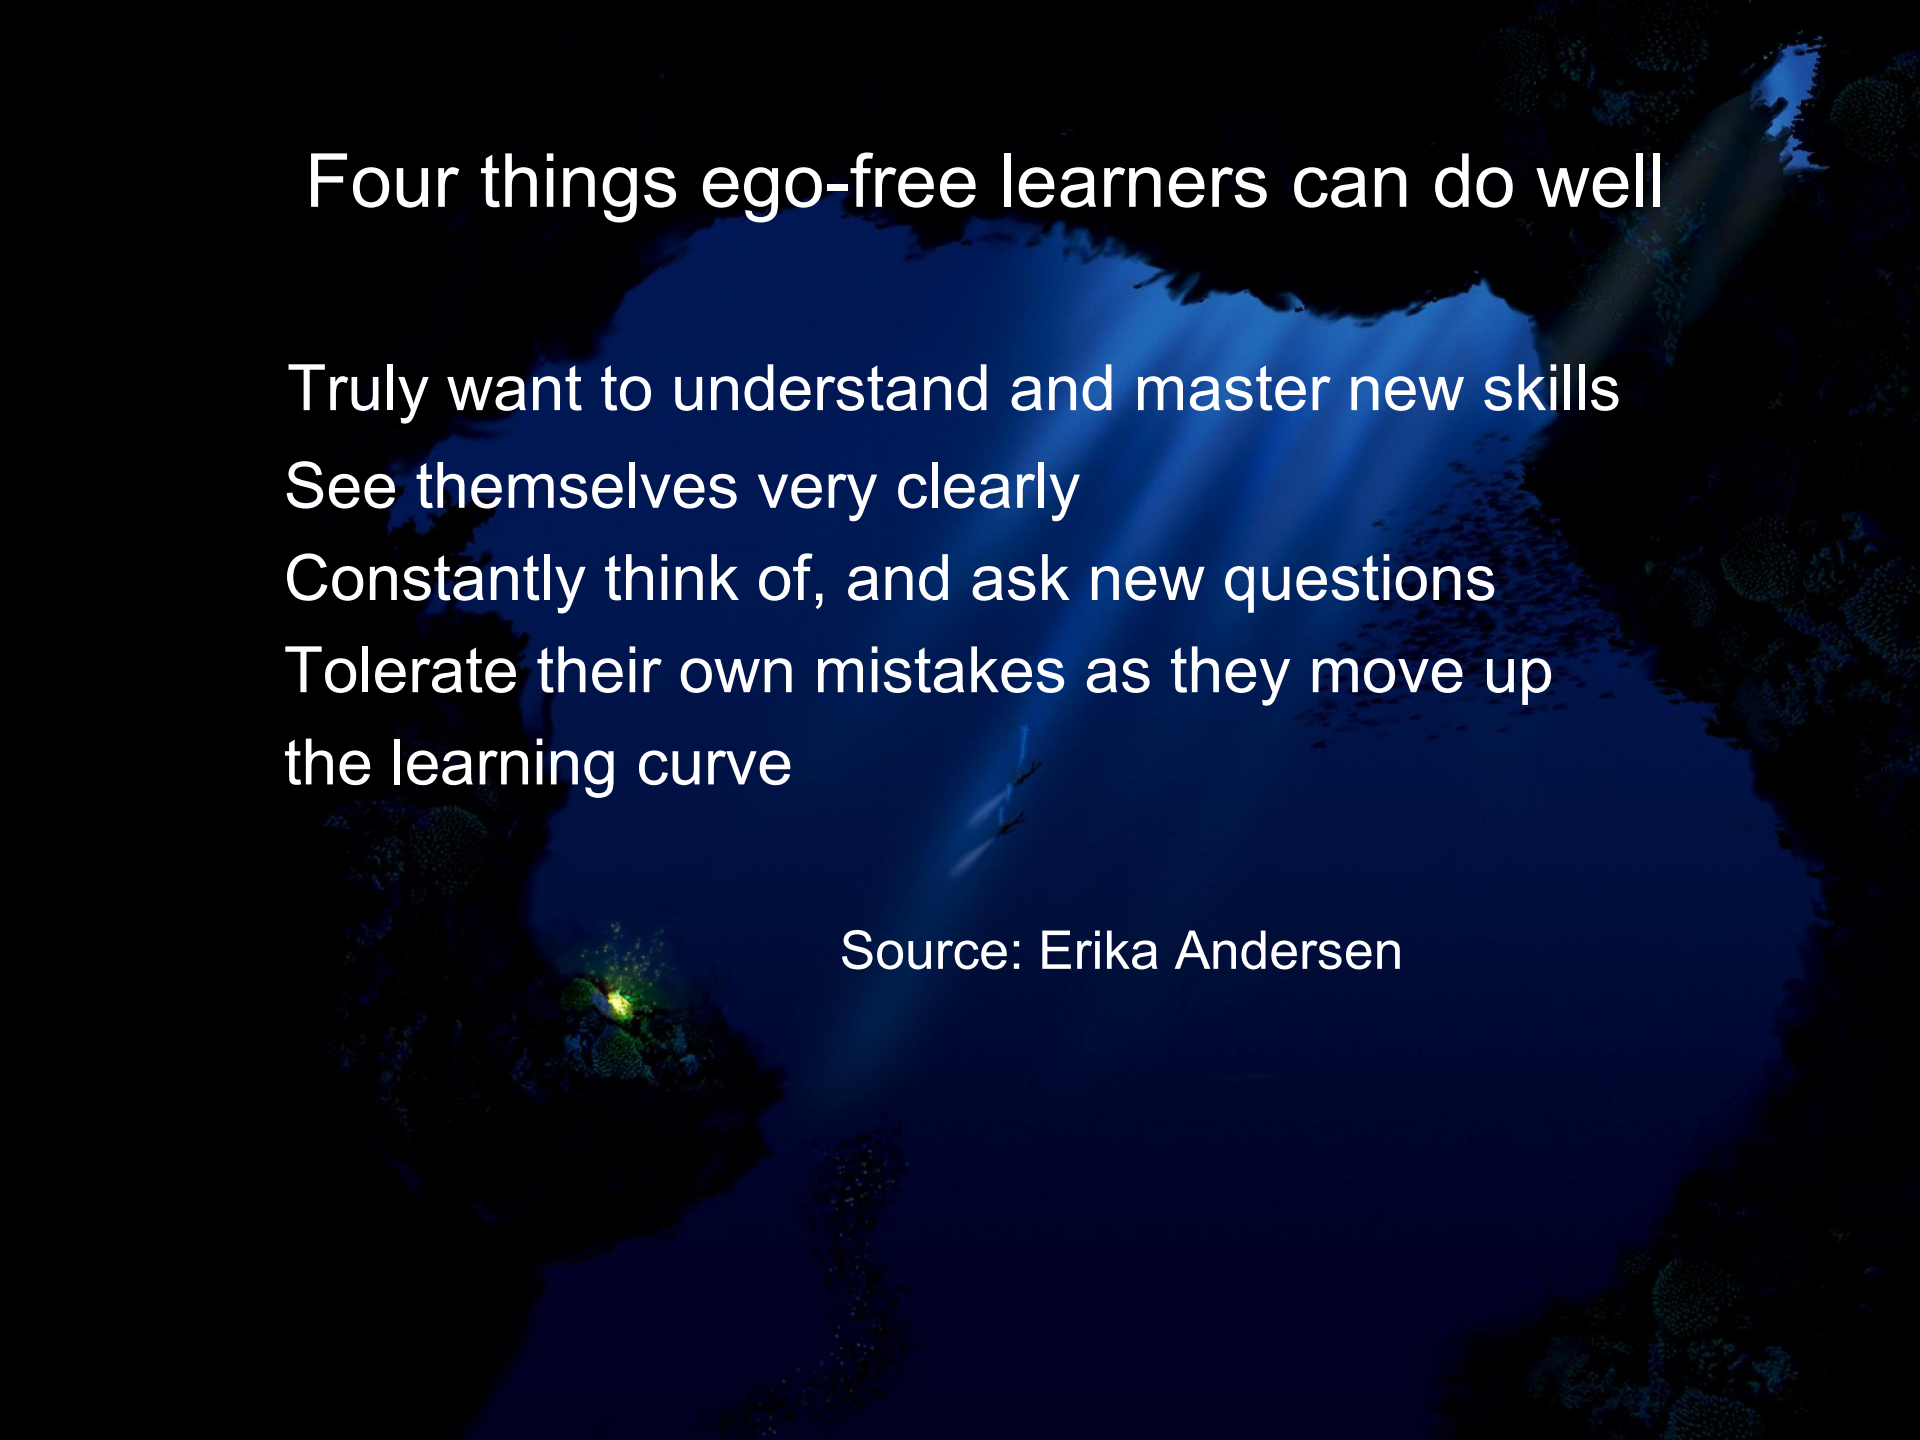 Four things ego-free learners can do well
Truly want to understand and master new skills
See themselves very clearly
Constantly think of, and ask new questions
Tolerate their own mistakes as they move up
the learning curve
Source: Erika Andersen